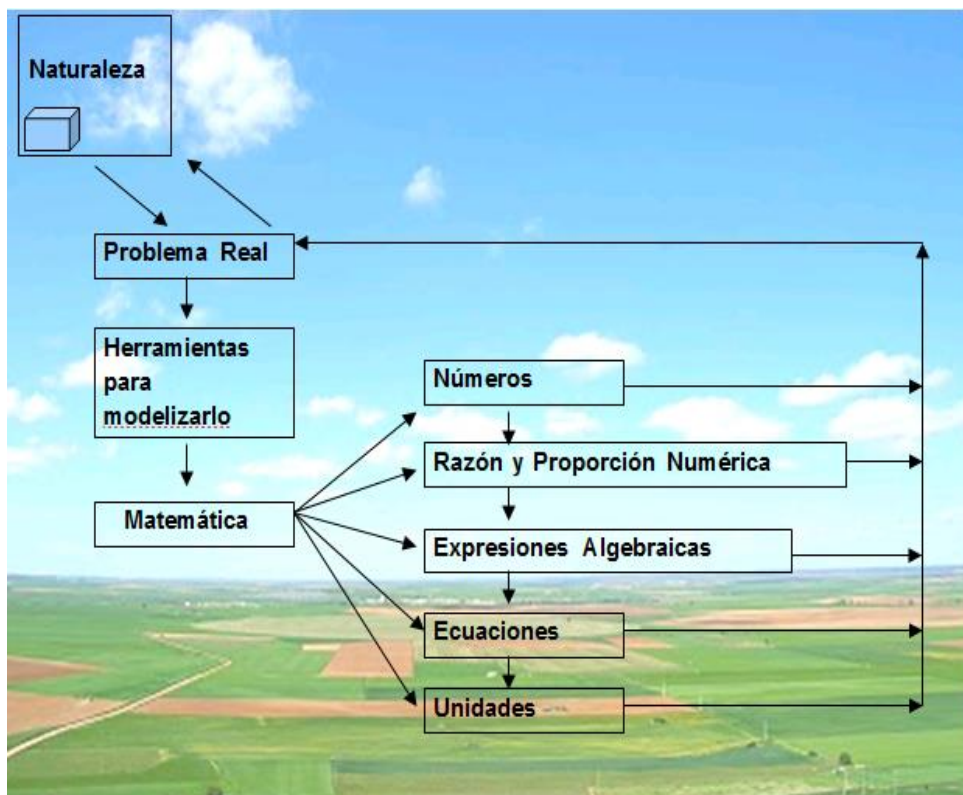 Naturaleza
Problema Real
Herramientas
para
modelizarlo
Matemática
Números
Razón y Proporción Numérica
Expresiones Algebraicas
Ecuaciones
Unidades